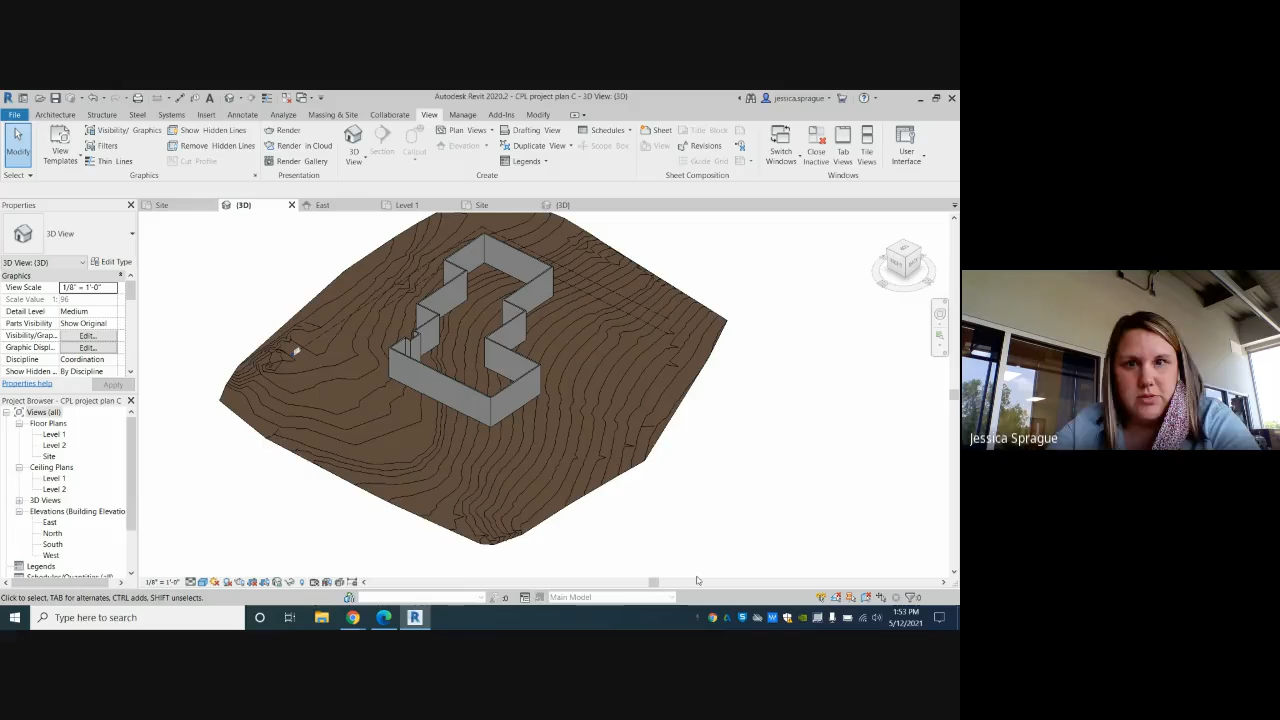 Autodesk Revit 2020.2 - CPL project plan C - 3D View: {3D}
jessica.sprague
File Architecture Structure Steel Systems Insert Annotate Analyze Massing & Site Collaborate View Manage Add-Ins Modify
Modify
View Templates
Visibility/ Graphics
Filters
Thin Lines
Show Hidden Lines
Remove Hidden Lines
Cut Profile
Render
Render in Cloud
Render Gallery
3D View
Section
Callout
Plan Views
Elevation
Drafting View
Duplicate View
Legends
Schedules
Scope Box
Sheet
View
Title Block
Revisions
Guide Grid
Switch Windows
Close Inactive
Tab Views
Tile Views
User Interface
Select
Graphics
Presentation
Create
Sheet Composition
Windows
Properties
Site
{3D}
East
Level 1
Site
{3D}
3D View
3D View: {3D}
Edit Type
Graphics
View Scale 1/8" = 1'-0"
Scale Value 1: 96
Detail Level Medium
Parts Visibility Show Original
Visibility/Grap... Edit...
Graphic Displ... Edit...
Discipline Coordination
Show Hidden ... By Discipline
Properties help
Apply
Project Browser - CPL project plan C
Views (all)
Floor Plans
Level 1
Level 2
Site
Ceiling Plans
Level 1
Level 2
3D Views
Elevations (Building Elevatio
East
North
South
West
Legends
Schedules/Quantities (all)
1/8" = 1'-0"
Click to select, TAB for alternates, CTRL adds, SHIFT unselects.
:0
Main Model
:0
Type here to search
1:53 PM
5/12/2021
Jessica Sprague